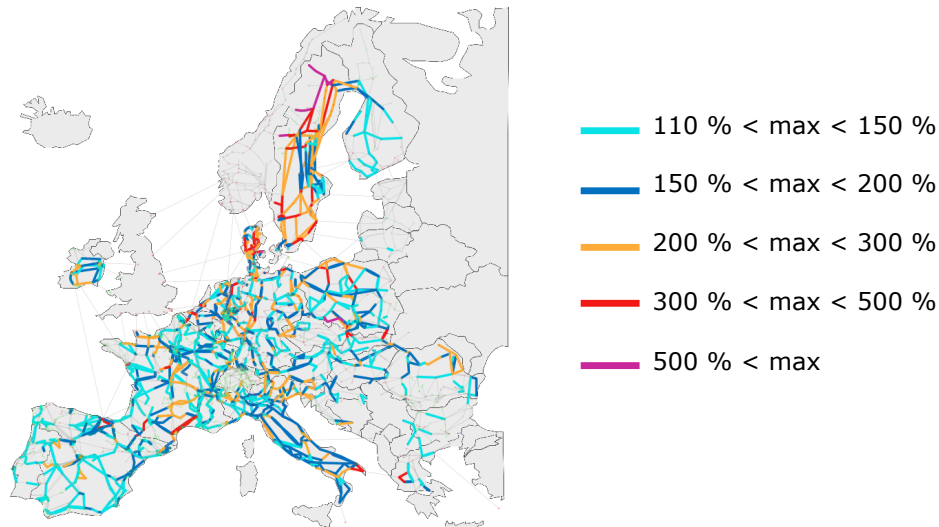 110 % < max < 150 %
150 % < max < 200 %
200 % < max < 300 %
300 % < max < 500 %
500 % < max